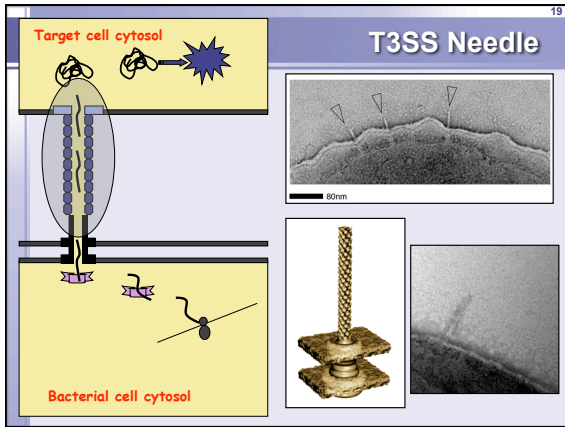 19
T3SS Needle
Target cell cytosol
80nm
Bacterial cell cytosol